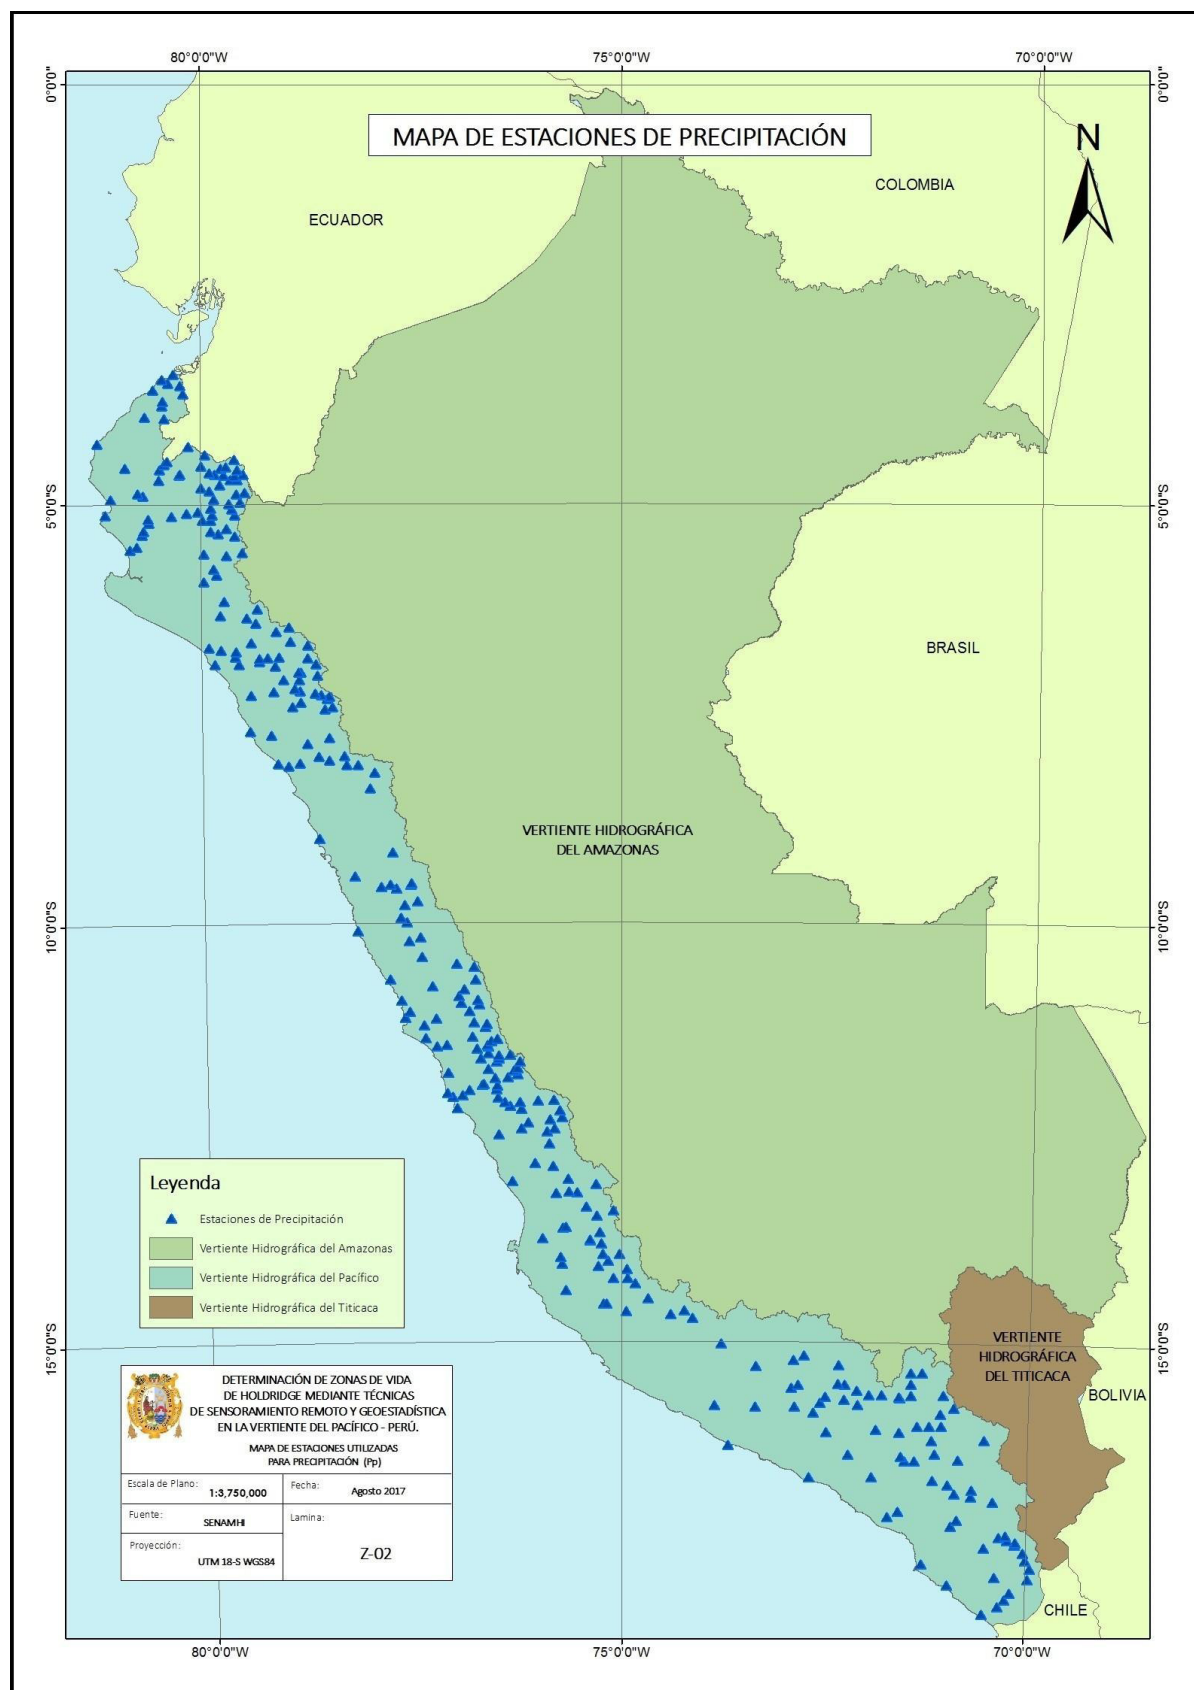 80°0'0"W
75°0'0"W
70°0'0"W
0°0'0"
0°0'0"
MAPA DE ESTACIONES DE PRECIPITACIÓN
N
COLOMBIA
ECUADOR
5°0'0"S
5°0'0"S
BRASIL
VERTIENTE HIDROGRÁFICA
DEL AMAZONAS
10°0'0"S
10°0'0"S
Leyenda
Estaciones de Precipitación
Vertiente Hidrográfica del Amazonas
Vertiente Hidrográfica del Pacífico
Vertiente Hidrográfica del Titicaca
15°0'0"S
15°0'0"S
VERTIENTE
HIDROGRÁFICA
DEL TITICACA
BOLIVIA
DETERMINACIÓN DE ZONAS DE VIDA
DE HOLDRIDGE MEDIANTE TÉCNICAS
DE SENSORAMIENTO REMOTO Y GEOESTADÍSTICA
EN LA VERTIENTE DEL PACÍFICO - PERÚ.
MAPA DE ESTACIONES UTILIZADAS
PARA PRECIPITACIÓN (Pp)
Escala de Plano: 1:3,750,000
Fecha: Agosto 2017
Fuente: SENAMHI
Lamina:
Z-02
Proyección: UTM 18-S WGS84
CHILE
80°0'0"W
75°0'0"W
70°0'0"W